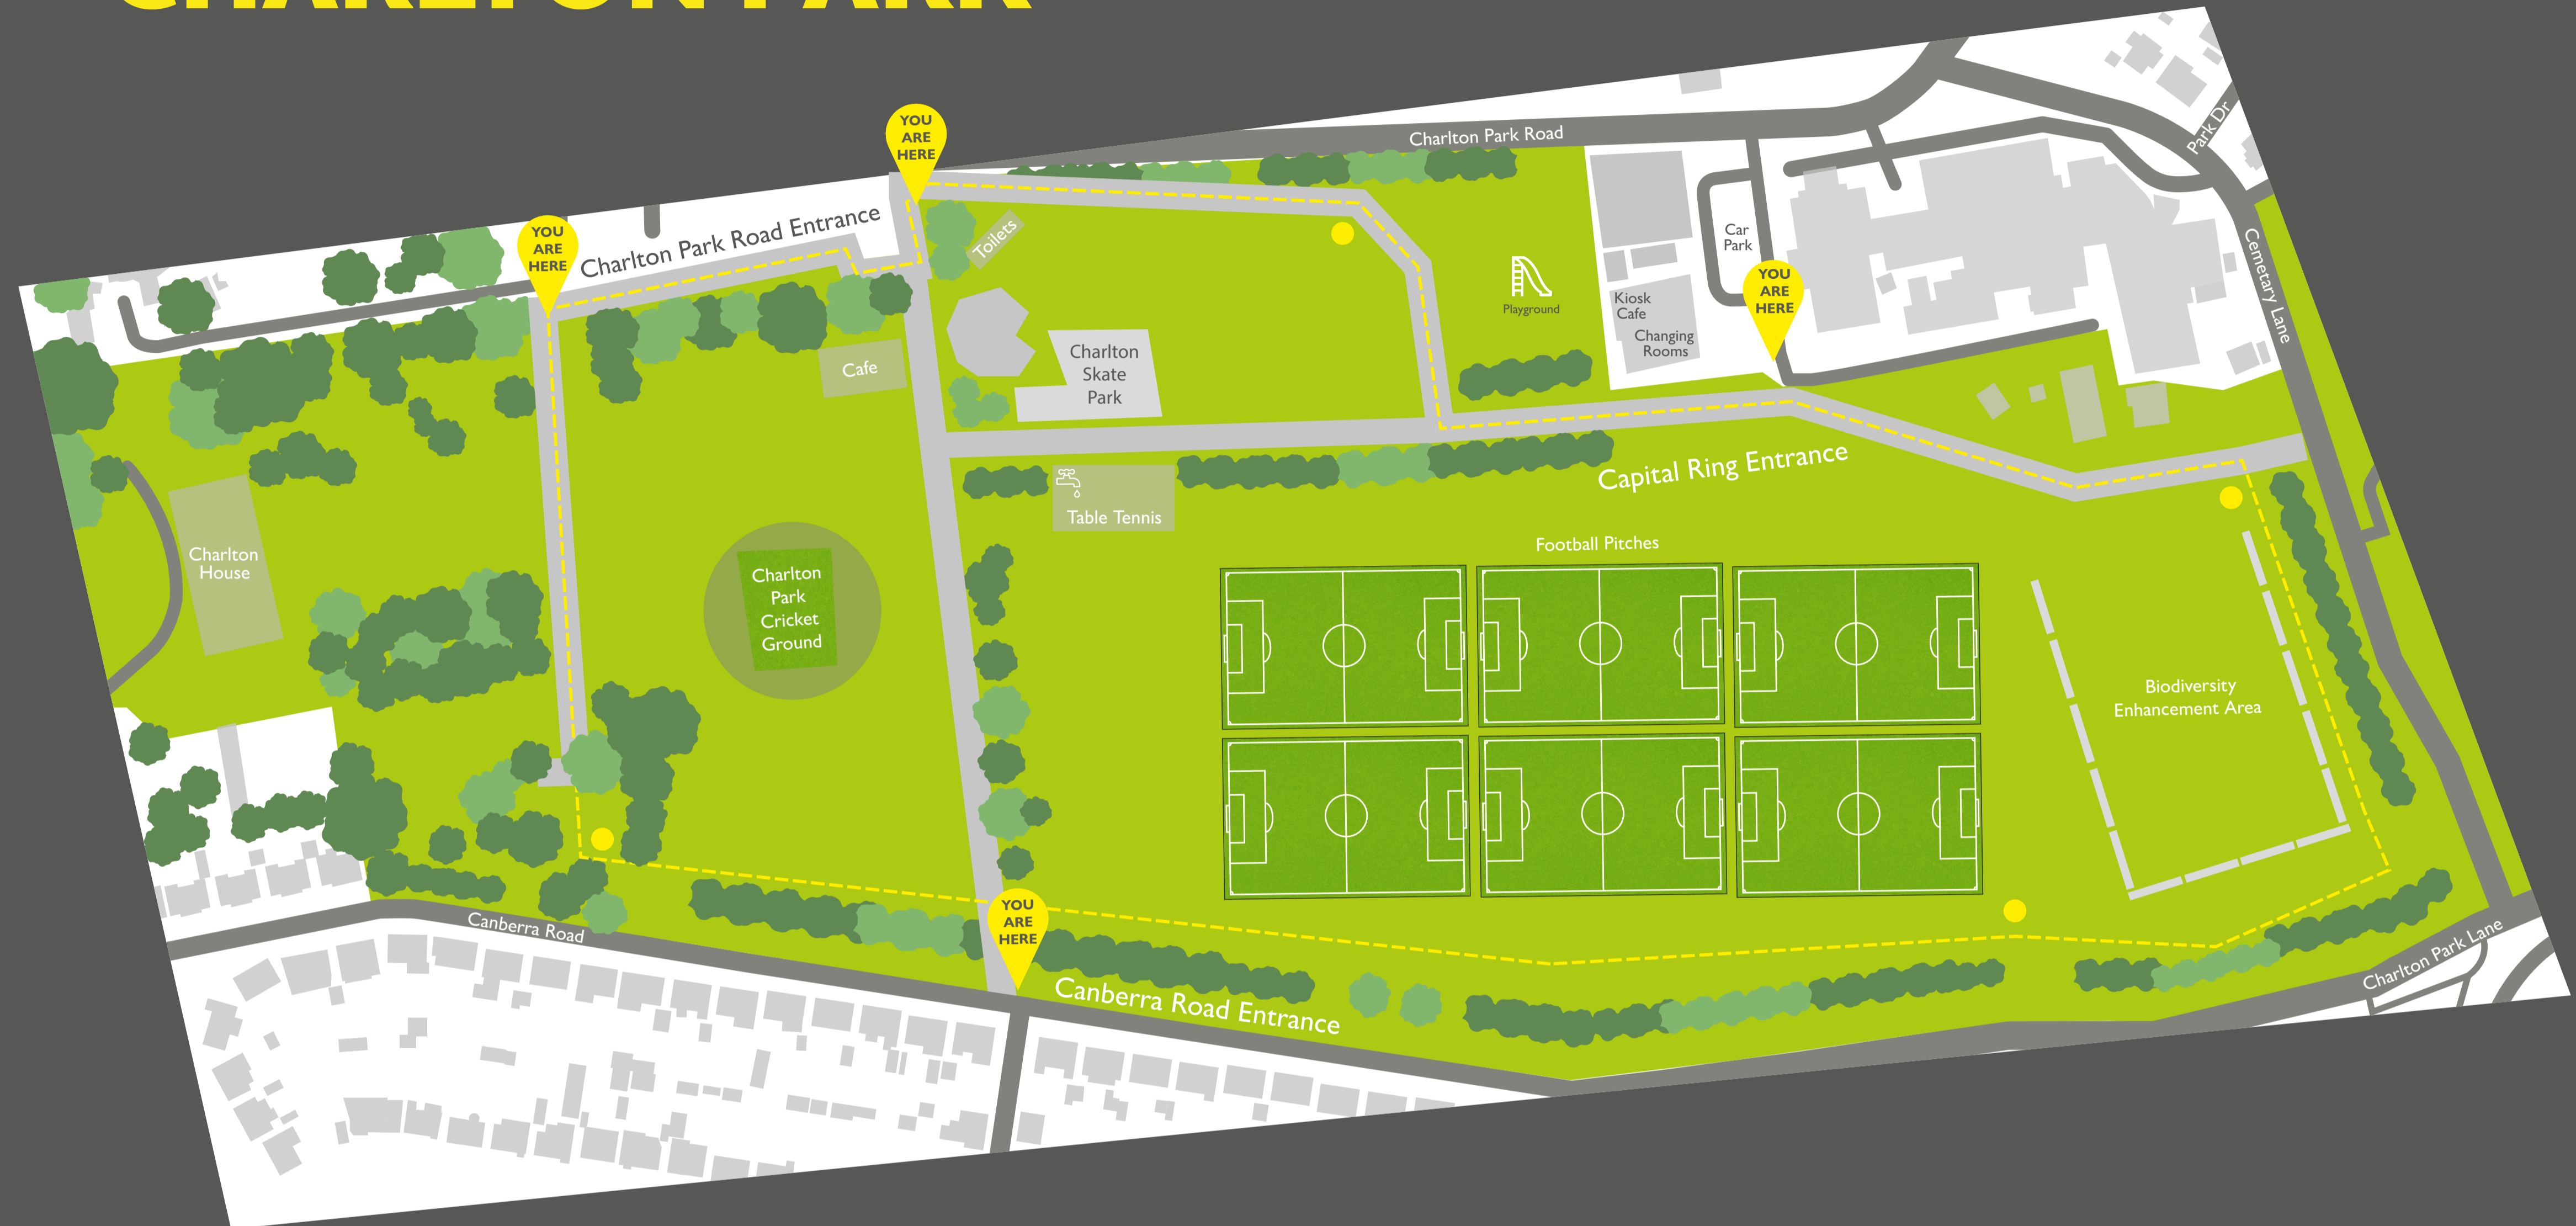 CHARLTON PARK
YOU
ARE
HERE
Charlton Park Road
Park Dr
YOU
ARE
HERE
Charlton Park Road Entrance
Toilets
Car
Park
Cemetary Lane
YOU
ARE
HERE
Playground
Kiosk
Cafe
Changing
Rooms
Cafe
Charlton
Skate
Park
Capital Ring Entrance
Table Tennis
Football Pitches
Charlton
House
Charlton
Park
Cricket
Ground
Biodiversity
Enhancement Area
YOU
ARE
HERE
Canberra Road
Canberra Road Entrance
Charlton Park Lane